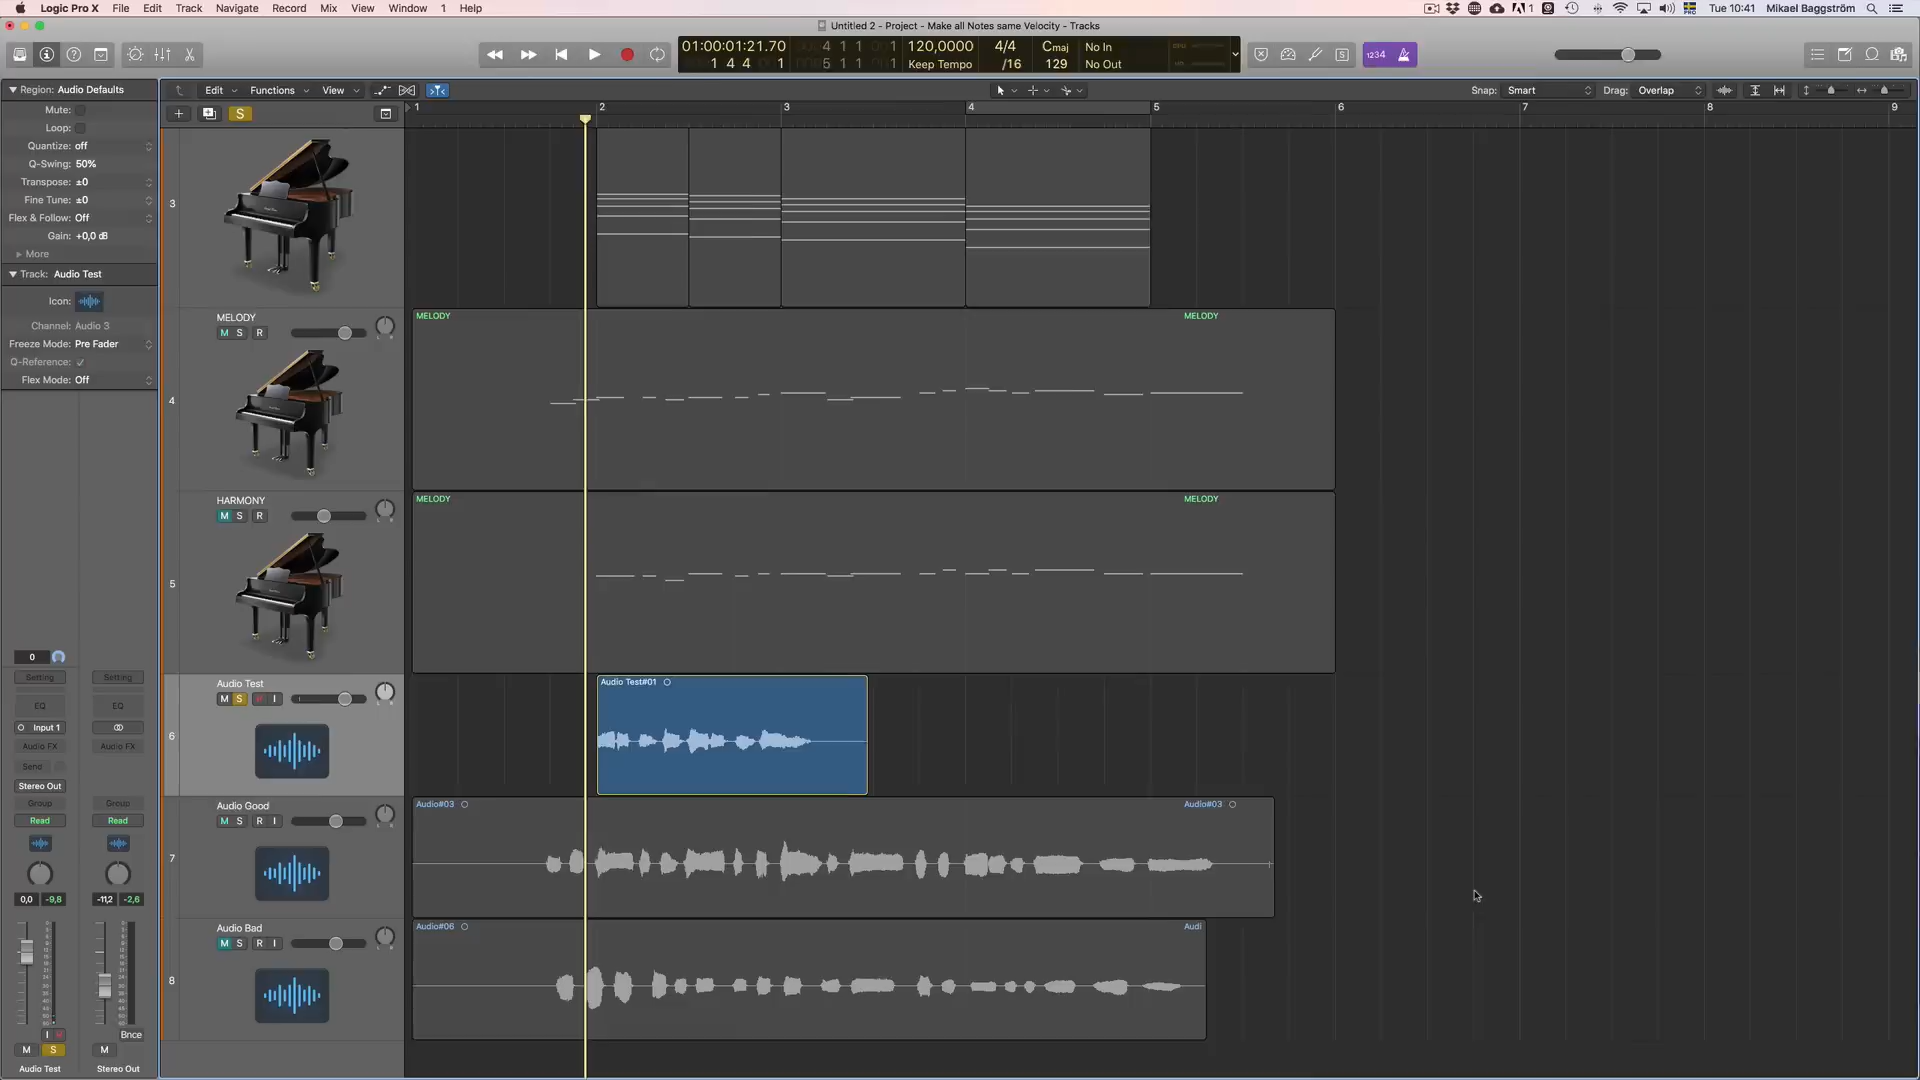 Logic Pro X File Edit Track Navigate Record Mix View Window 1 Help
1 Tue 10:41 Mikael Baggström
Untitled 2 - Project - Make all Notes same Velocity - Tracks
01:00:01:21.70 4 1 1 1 120,0000 4/4 Cmaj No In
1 4 4 1 5 1 1 1 Keep Tempo /16 129 No Out
1234
Region: Audio Defaults
Edit Functions View
Snap: Smart Drag: Overlap
1 2 3 4 5 6 7 8 9
S
Mute:
Loop:
Quantize: off
Q-Swing: 50%
Transpose: ±0
Fine Tune: ±0
Flex & Follow: Off
Gain: +0,0 dB
More
Track: Audio Test
Icon:
Channel: Audio 3
Freeze Mode: Pre Fader
Q-Reference:
Flex Mode: Off
3
MELODY
M S R
4
MELODY MELODY
HARMONY
M S R
5
MELODY MELODY
Audio Test
M S R I
6
Audio Test#01
Audio Good
M S R I
7
Audio#03 Audio#03
Audio Bad
M S R I
8
Audio#06 Audi
0
Setting Setting
EQ EQ
Input 1
Audio FX Audio FX
Send
Stereo Out
Group Group
Read Read
0,0 -9,8 -11,2 -2,6
I R Bnce
M S M
Audio Test Stereo Out